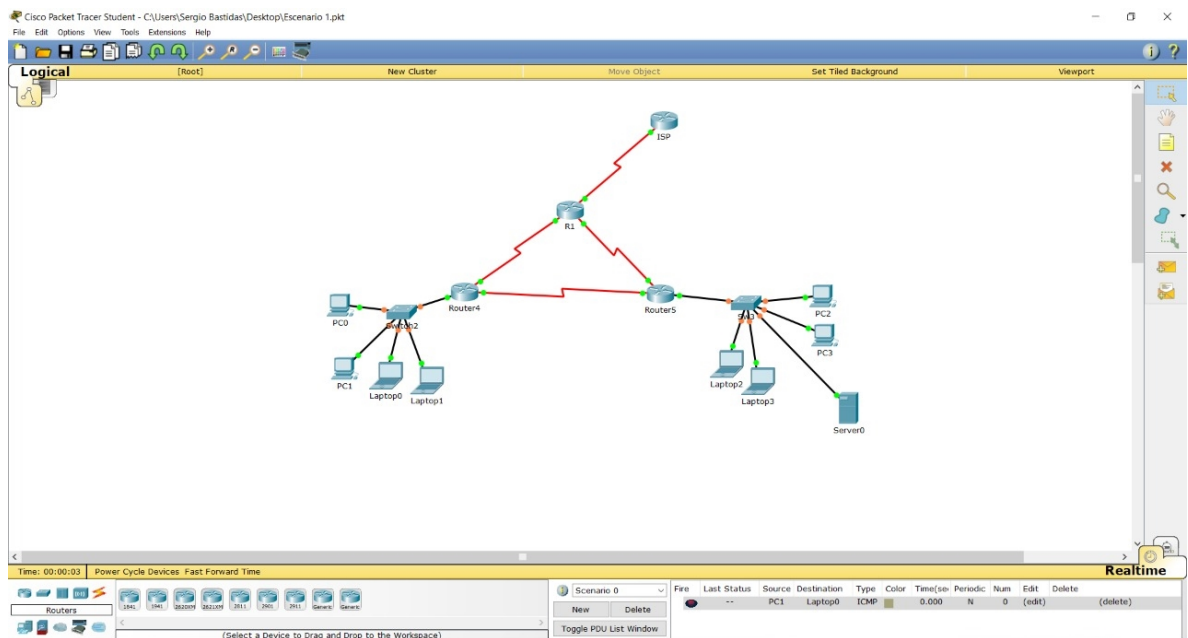 Cisco Packet Tracer Student - C:\Users\Sergio Bastidas\Desktop\Escenario 1.pkt
File Edit Options View Tools Extensions Help
Logical [Root] New Cluster Move Object Set Tiled Background Viewport
ISP
R1
Router4
Router5
PC0
Switch2
PC1
Laptop0
Laptop1
Sw3
PC2
PC3
Laptop2
Laptop3
Server0
Time: 00:00:03 Power Cycle Devices Fast Forward Time
Realtime
Routers
1841 1941 2620XM 2621XM 2811 2901 2911 Generic Generic
(Select a Device to Drag and Drop to the Workspace)
Scenario 0
New Delete
Toggle PDU List Window
Fire Last Status Source Destination Type Color Time(sec Periodic Num Edit Delete
-- PC1 Laptop0 ICMP 0.000 N 0 (edit) (delete)